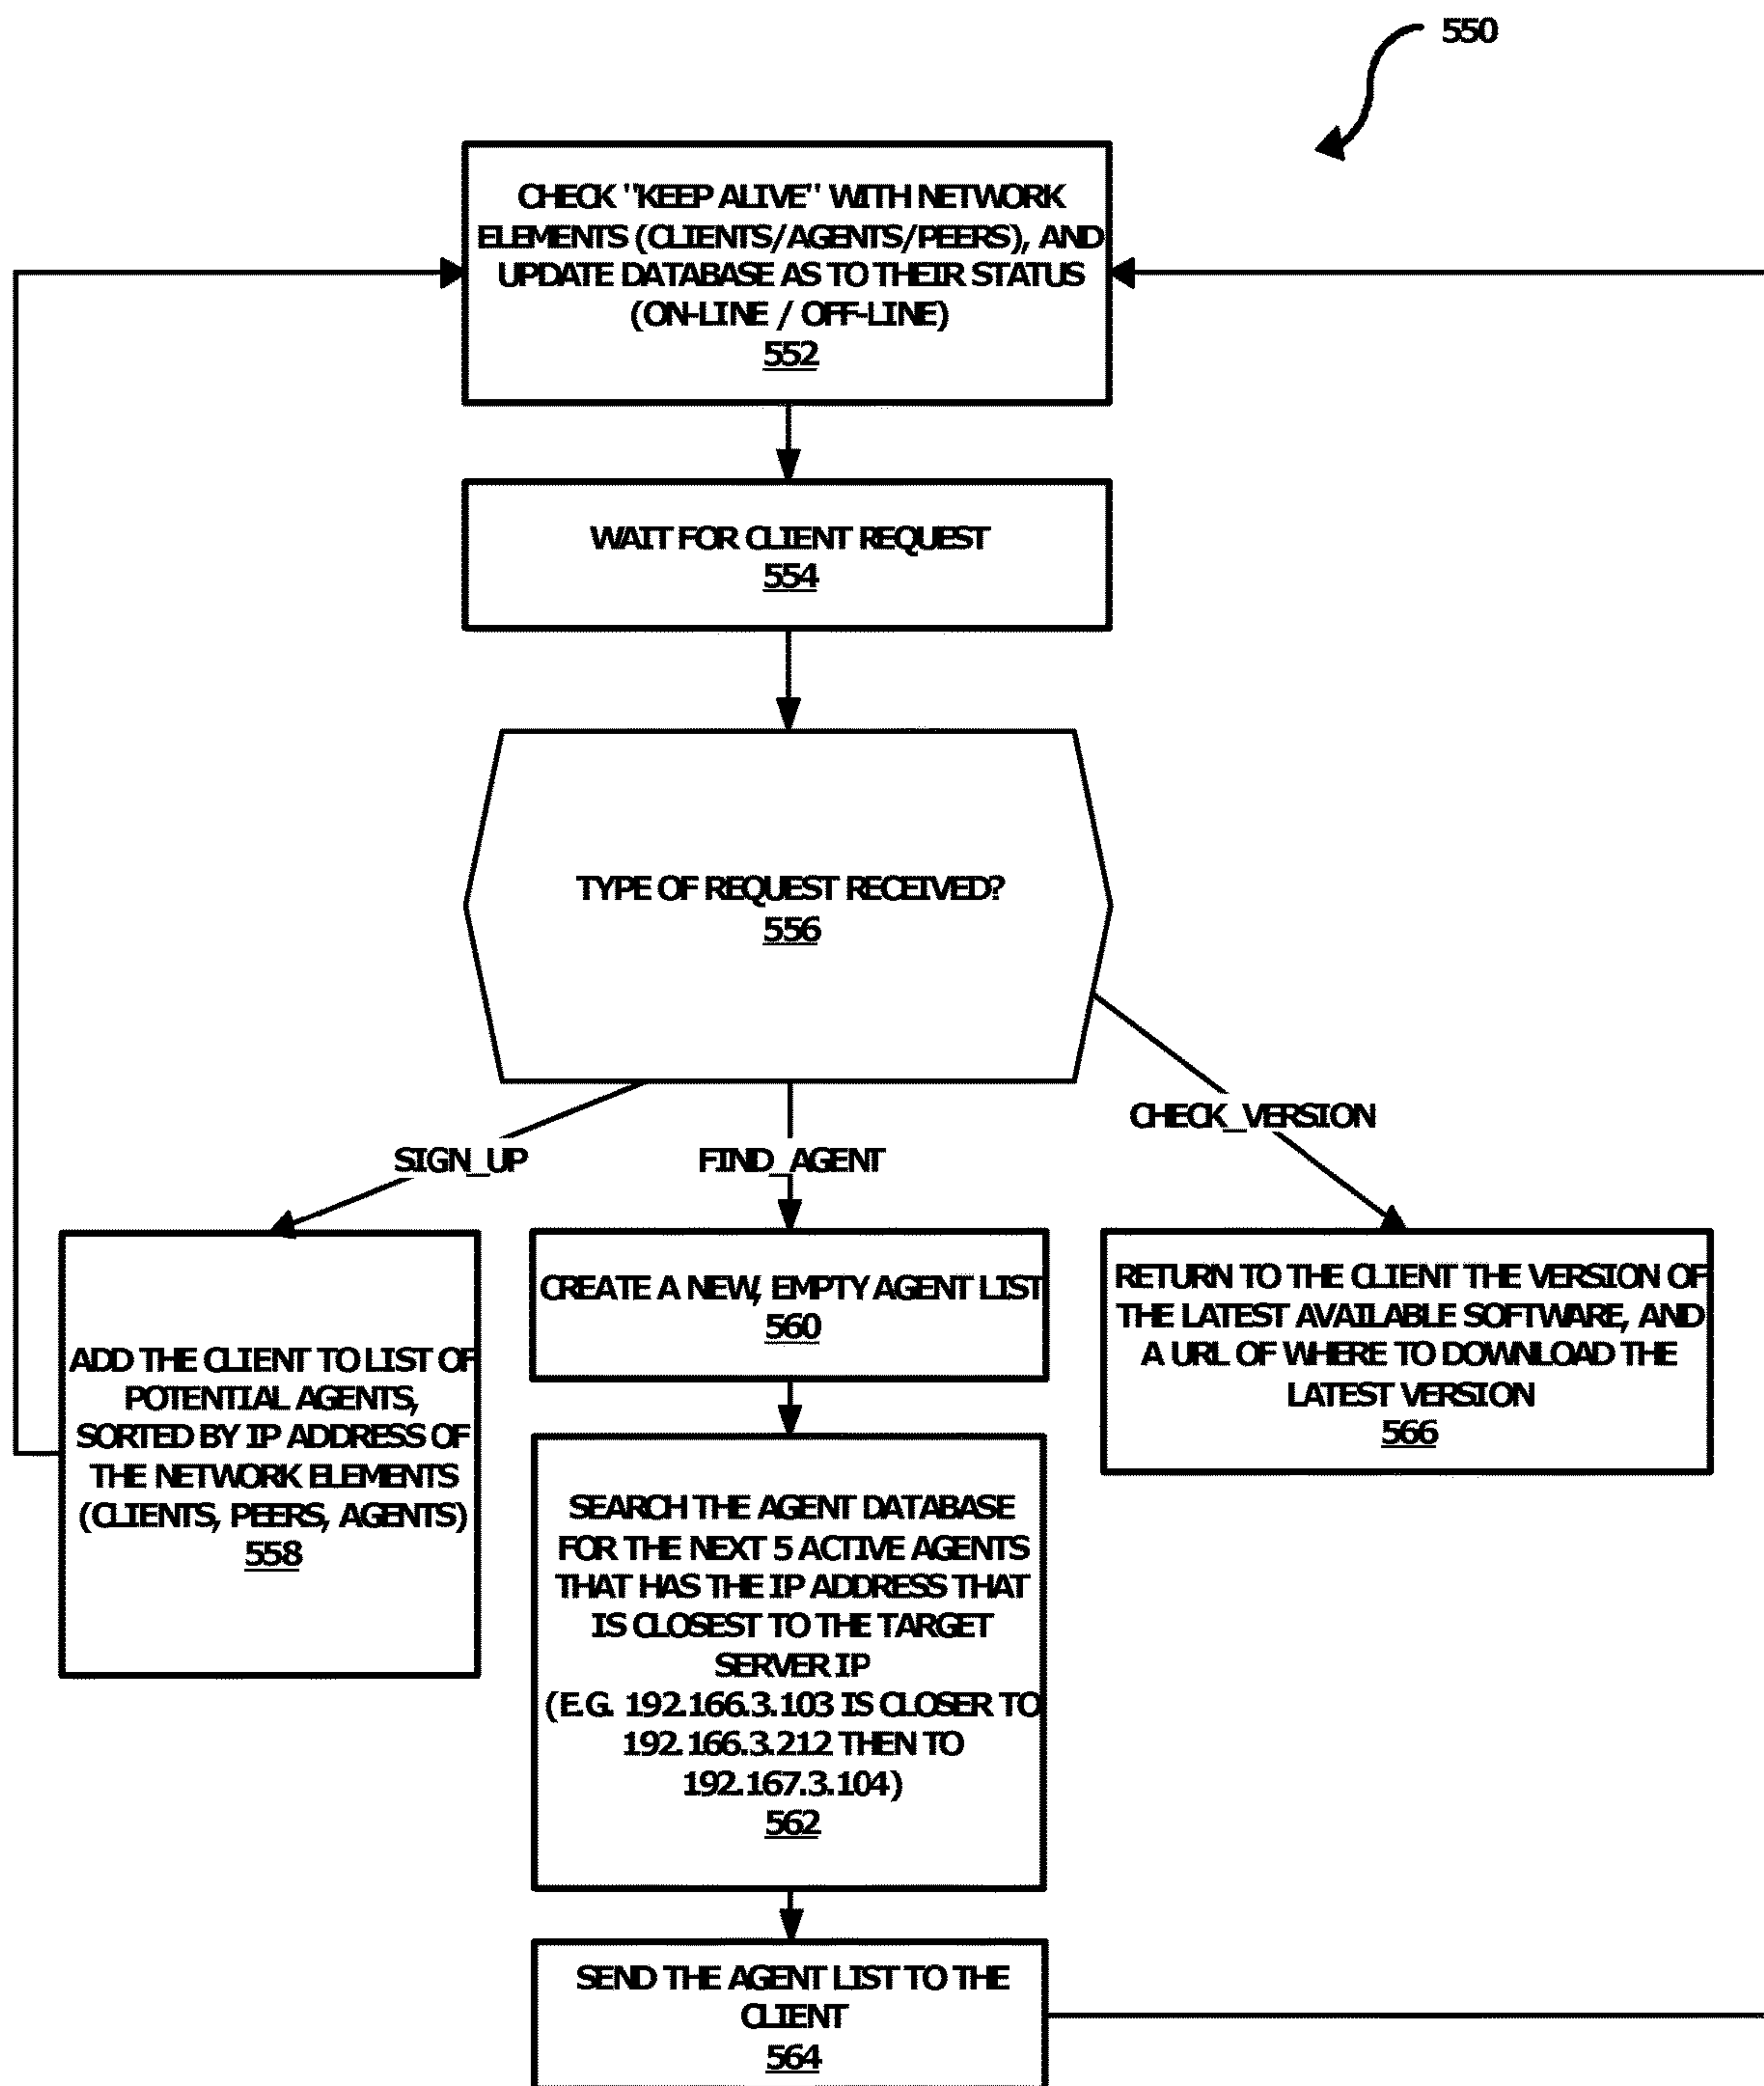 550
CHECK "KEEP ALIVE" WITH NETWORK
ELEMENTS (CLIENTS/AGENTS/PEERS), AND
UPDATE DATABASE AS TO THEIR STATUS
(ON-LINE / OFF-LINE)
552
WAIT FOR CLIENT REQUEST
554
TYPE OF REQUEST RECEIVED?
556
CHECK_VERSION
SIGN_UP
FIND_AGENT
ADD THE CLIENT TO LIST OF
POTENTIAL AGENTS,
SORTED BY IP ADDRESS OF
THE NETWORK ELEMENTS
(CLIENTS, PEERS, AGENTS)
558
CREATE A NEW, EMPTY AGENT LIST
560
SEARCH THE AGENT DATABASE
FOR THE NEXT 5 ACTIVE AGENTS
THAT HAS THE IP ADDRESS THAT
IS CLOSEST TO THE TARGET
SERVER IP
(E.G. 192.166.3.103 IS CLOSER TO
192.166.3.212 THEN TO
192.167.3.104)
562
SEND THE AGENT LIST TO THE
CLIENT
564
RETURN TO THE CLIENT THE VERSION OF
THE LATEST AVAILABLE SOFTWARE, AND
A URL OF WHERE TO DOWNLOAD THE
LATEST VERSION
566